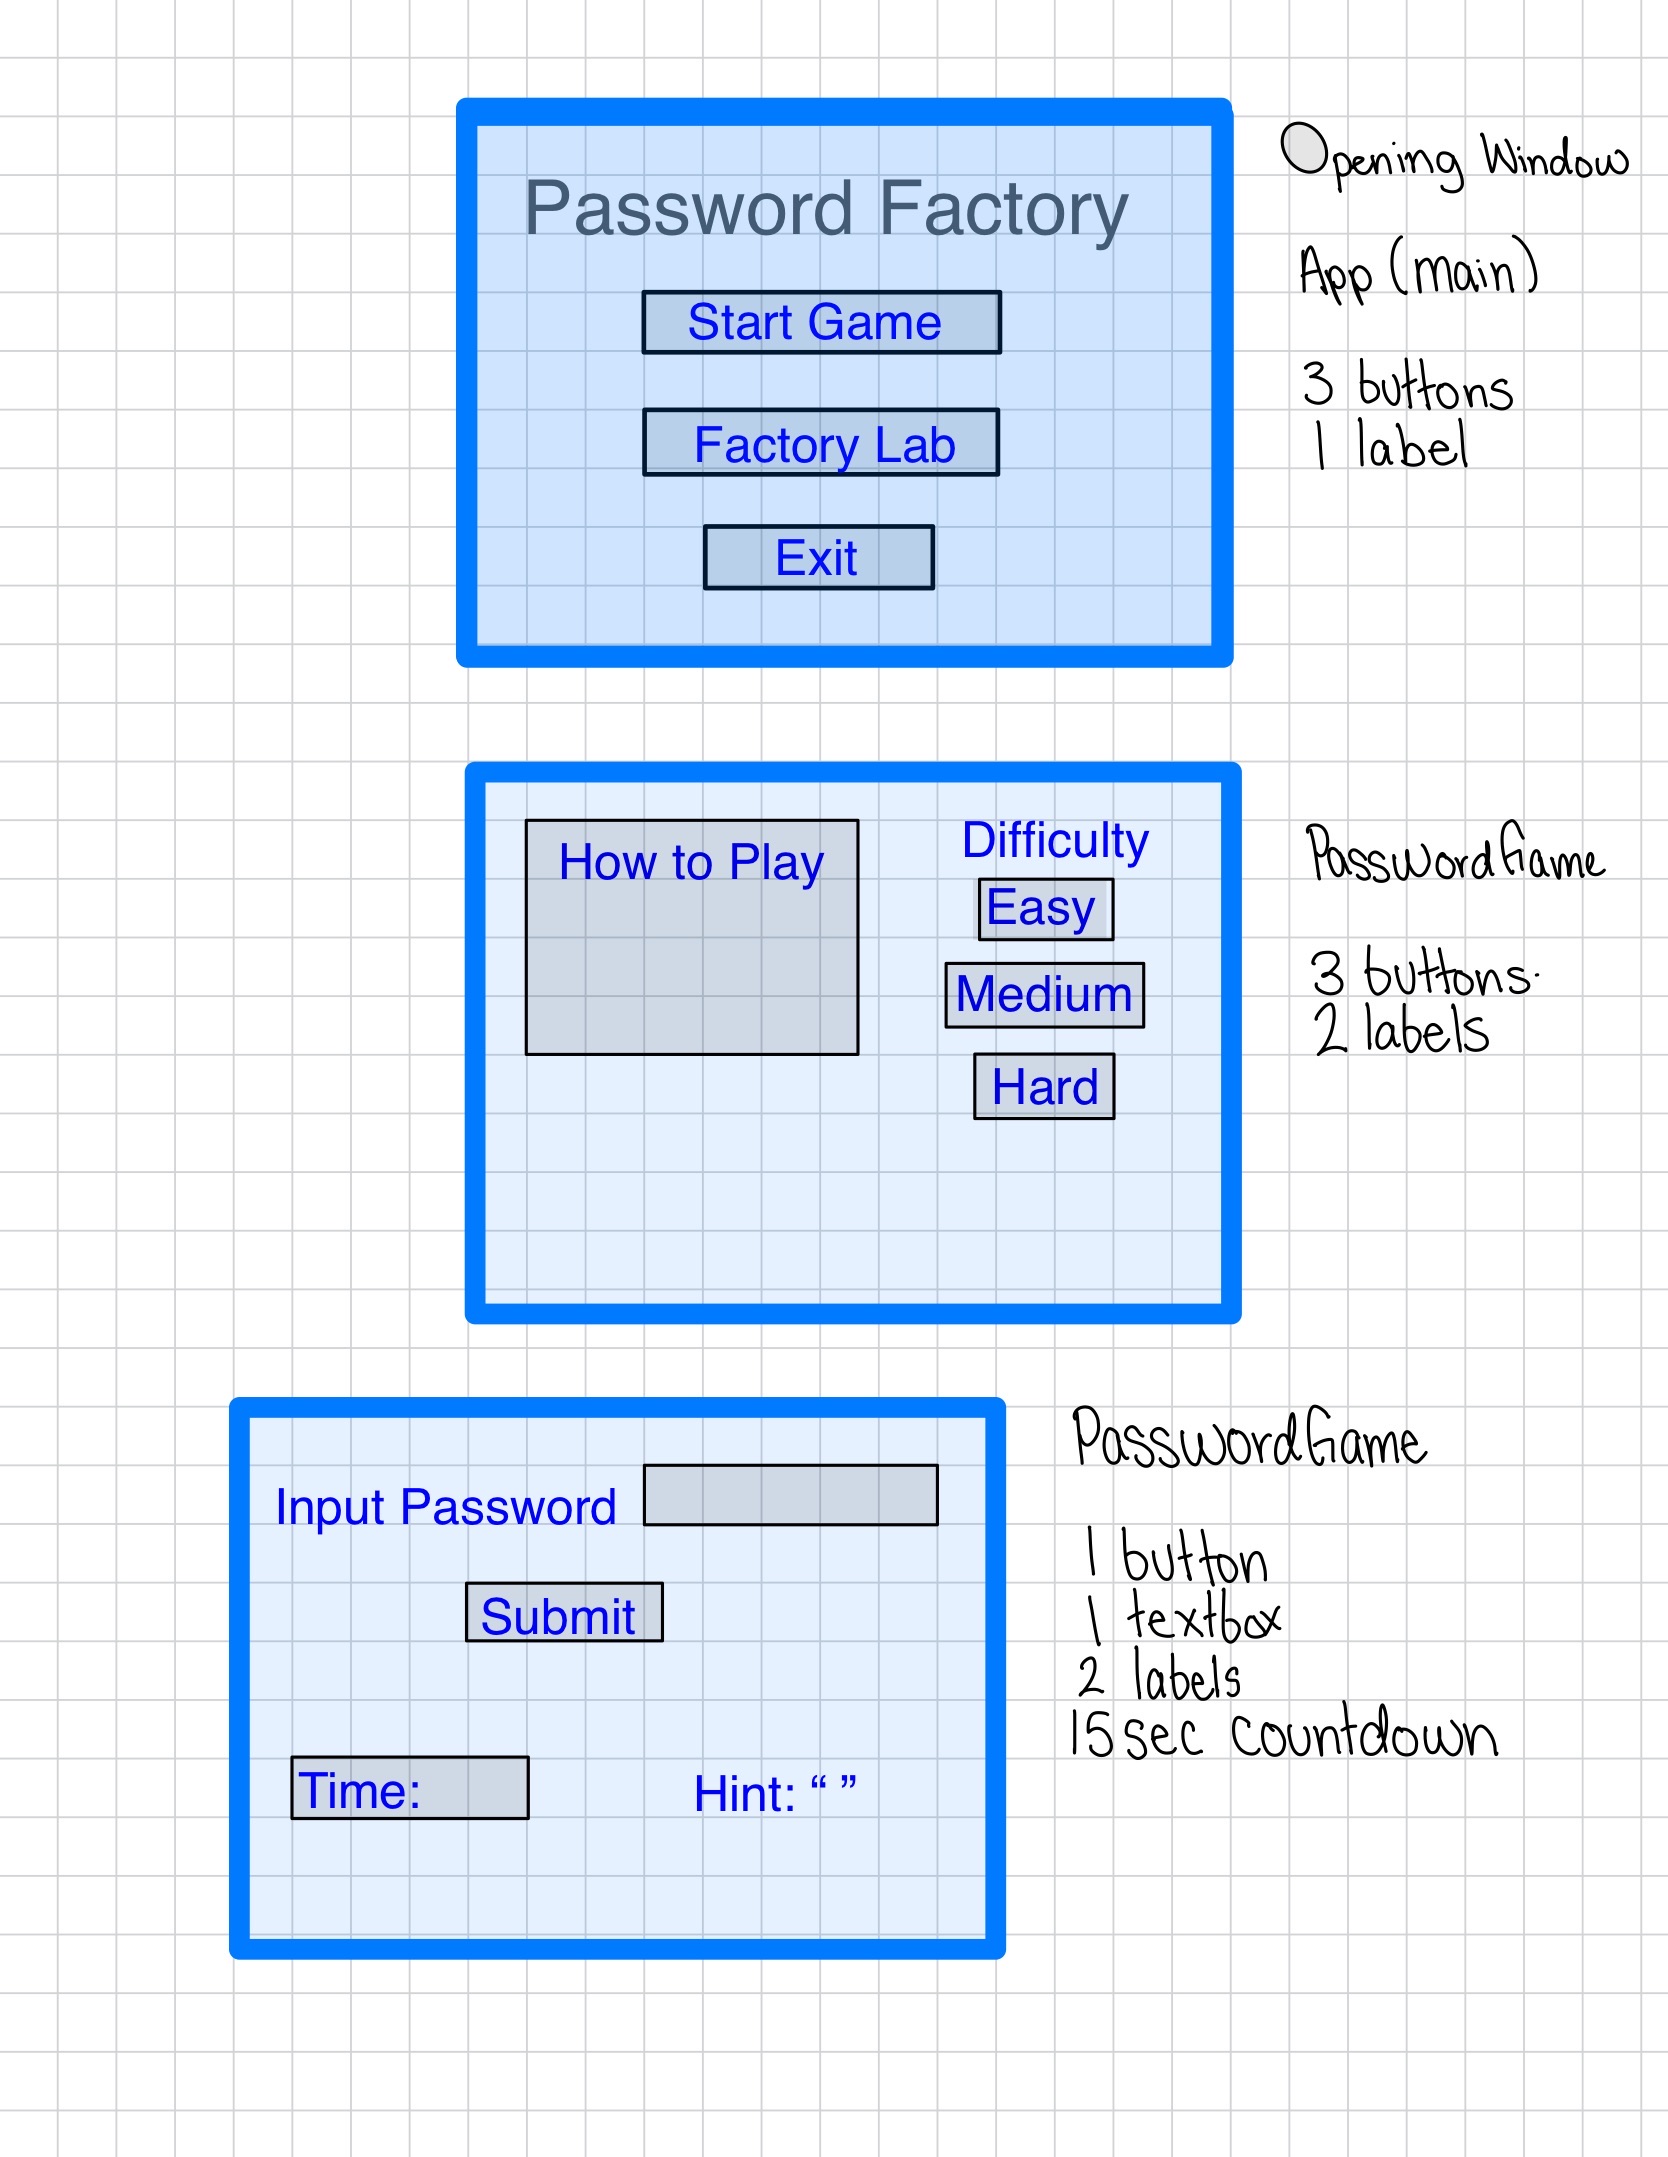 Password Factory
Start Game
Factory Lab
Exit
Opening Window
App (main)
3 buttons
1 label
How to Play
Difficulty
Easy
Medium
Hard
PasswordGame
3 buttons.
2 labels
Input Password
Submit
Time:
Hint: “ ”
PasswordGame
1 button
1 textbox
2 labels
15sec countdown